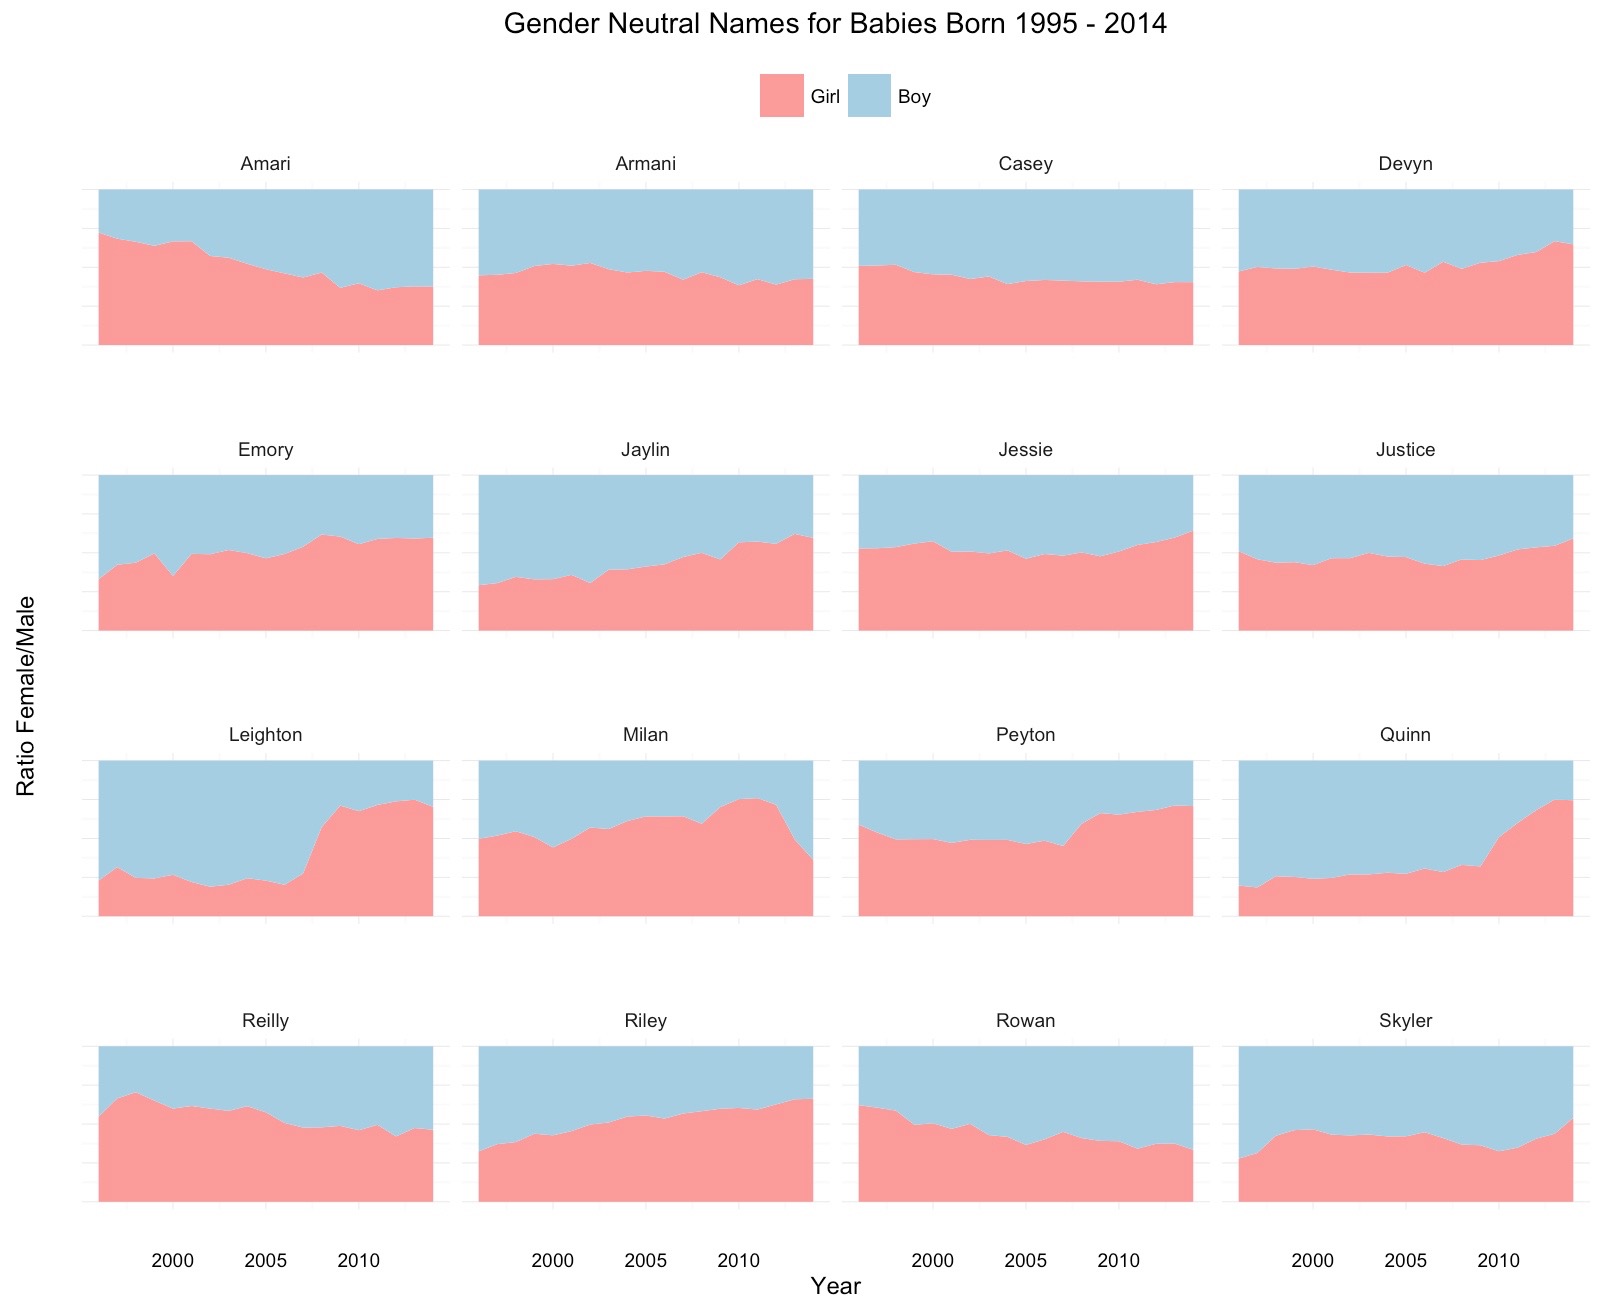 Gender Neutral Names for Babies Born 1995 - 2014
Girl Boy
Amari Armani Casey Devyn
Emory Jaylin Jessie Justice
Ratio Female/Male
Leighton Milan Peyton Quinn
Reilly Riley Rowan Skyler
2000 2005 2010 2000 2005 2010 2000 2005 2010 2000 2005 2010
Year